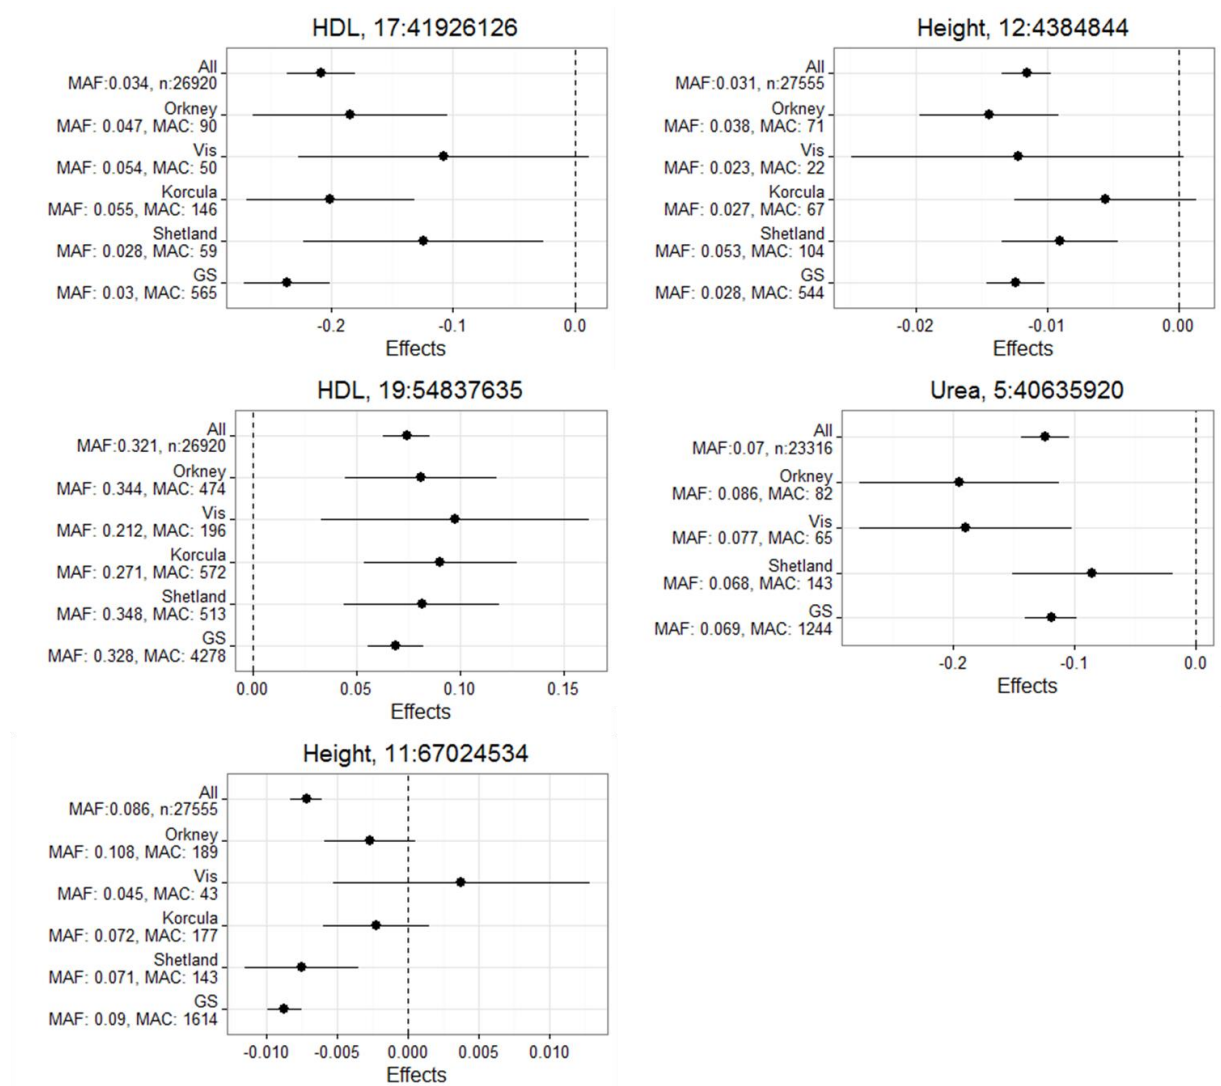 HDL, 17:41926126
All
MAF:0.034, n:26920
Orkney
MAF: 0.047, MAC: 90
Vis
MAF: 0.054, MAC: 50
Korcula
MAF: 0.055, MAC: 146
Shetland
MAF: 0.028, MAC: 59
GS
MAF: 0.03, MAC: 565
-0.2 -0.1 0.0
Effects
Height, 12:4384844
All
MAF:0.031, n:27555
Orkney
MAF: 0.038, MAC: 71
Vis
MAF: 0.023, MAC: 22
Korcula
MAF: 0.027, MAC: 67
Shetland
MAF: 0.053, MAC: 104
GS
MAF: 0.028, MAC: 544
-0.02 -0.01 0.00
Effects
HDL, 19:54837635
All
MAF:0.321, n:26920
Orkney
MAF: 0.344, MAC: 474
Vis
MAF: 0.212, MAC: 196
Korcula
MAF: 0.271, MAC: 572
Shetland
MAF: 0.348, MAC: 513
GS
MAF: 0.328, MAC: 4278
0.00 0.05 0.10 0.15
Effects
Urea, 5:40635920
All
MAF:0.07, n:23316
Orkney
MAF: 0.086, MAC: 82
Vis
MAF: 0.077, MAC: 65
Shetland
MAF: 0.068, MAC: 143
GS
MAF: 0.069, MAC: 1244
-0.2 -0.1 0.0
Effects
Height, 11:67024534
All
MAF:0.086, n:27555
Orkney
MAF: 0.108, MAC: 189
Vis
MAF: 0.045, MAC: 43
Korcula
MAF: 0.072, MAC: 177
Shetland
MAF: 0.071, MAC: 143
GS
MAF: 0.09, MAC: 1614
-0.010 -0.005 0.000 0.005 0.010
Effects